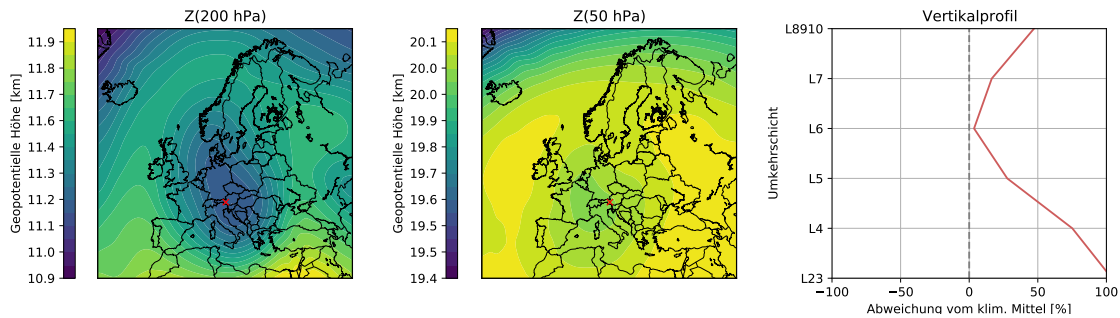 Z(200 hPa)
Geopotentielle Höhe [km]
11.9
11.8
11.7
11.6
11.5
11.4
11.3
11.2
11.1
11.0
10.9
Z(50 hPa)
Geopotentielle Höhe [km]
20.1
20.0
19.9
19.8
19.7
19.6
19.5
19.4
Vertikalprofil
Umkehrschicht
L8910
L7
L6
L5
L4
L23
−100
−50
0
50
100
Abweichung vom klim. Mittel [%]